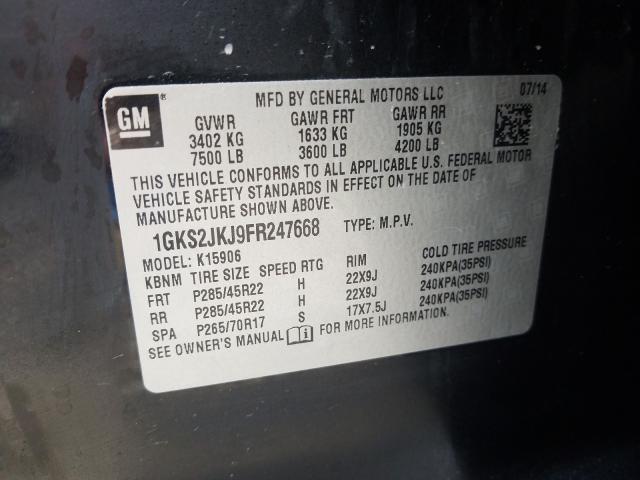 GM ®
MFD BY GENERAL MOTORS LLC 07/14
GVWR GAWR FRT GAWR RR
3402 KG 1633 KG 1905 KG
7500 LB 3600 LB 4200 LB
THIS VEHICLE CONFORMS TO ALL APPLICABLE U.S. FEDERAL MOTOR
VEHICLE SAFETY STANDARDS IN EFFECT ON THE DATE OF
MANUFACTURE SHOWN ABOVE.
1GKS2JKJ9FR247668 TYPE: M.P.V.
MODEL: K15906
KBNM TIRE SIZE SPEED RTG RIM COLD TIRE PRESSURE
FRT P285/45R22 H 22X9J 240KPA(35PSI)
RR P285/45R22 H 22X9J 240KPA(35PSI)
SPA P265/70R17 S 17X7.5J 240KPA(35PSI)
SEE OWNER'S MANUAL FOR MORE INFORMATION.